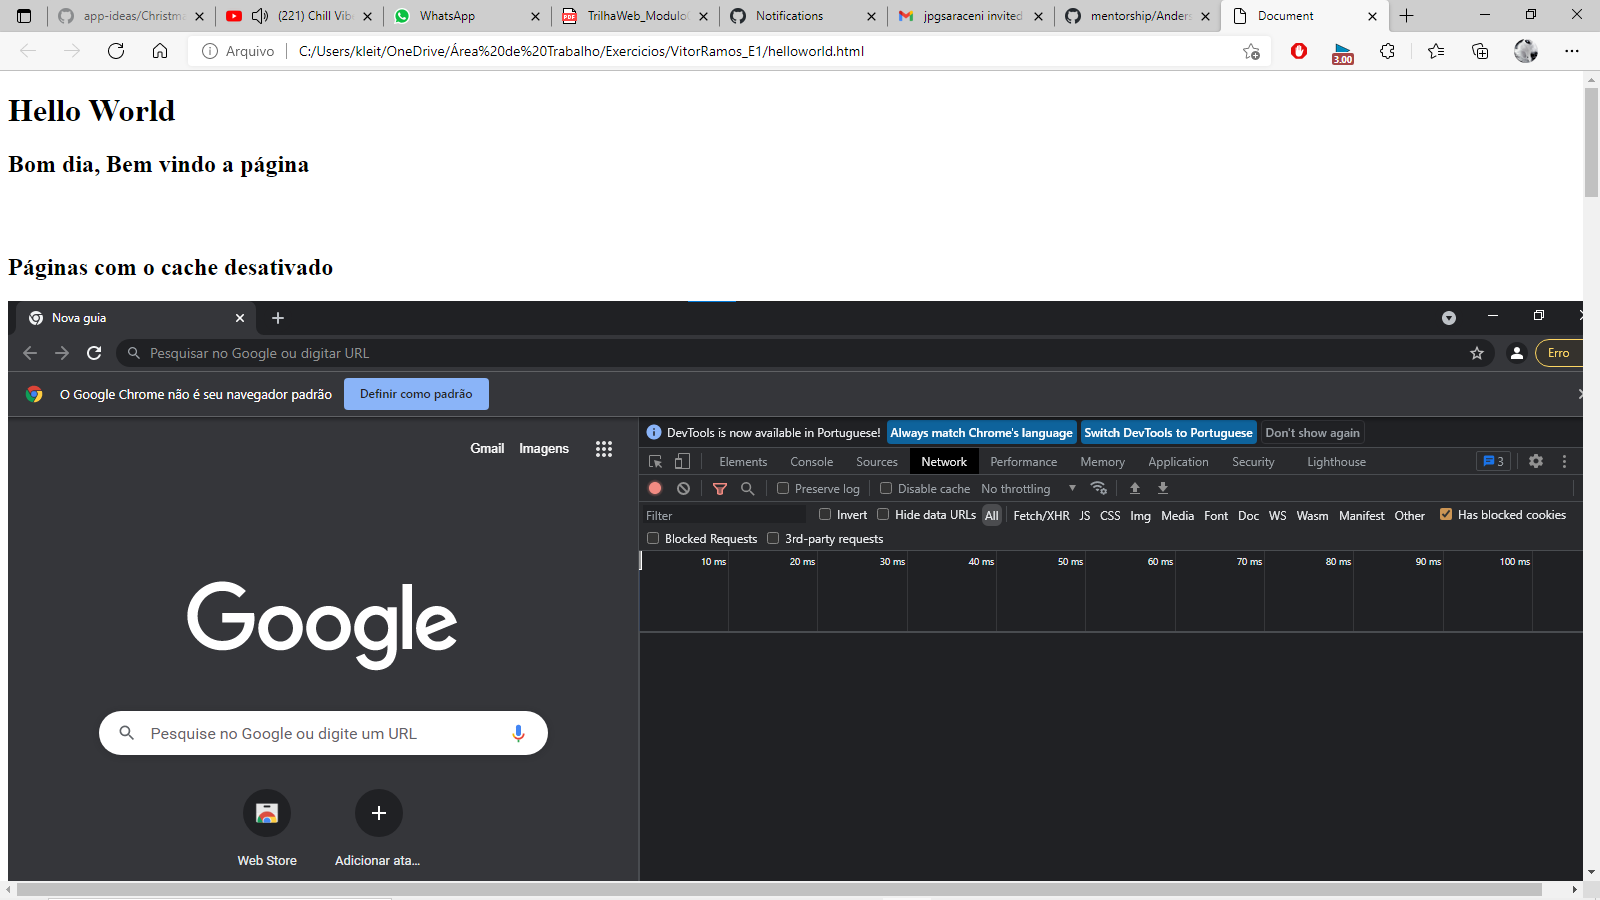 app-ideas/Christma
(221) Chill Vib
WhatsApp
TrilhaWeb_Modulo
Notifications
jpgsaraceni invited
mentorship/Anders
Document
Arquivo
C:/Users/kleit/OneDrive/Área%20de%20Trabalho/Exercicios/VitorRamos_E1/helloworld.html
3.00
Hello World
Bom dia, Bem vindo a página
Páginas com o cache desativado
Nova guia
Pesquisar no Google ou digitar URL
Erro
O Google Chrome não é seu navegador padrão
Definir como padrão
Gmail Imagens
DevTools is now available in Portuguese! Always match Chrome's language Switch DevTools to Portuguese Don't show again
Elements Console Sources Network Performance Memory Application Security Lighthouse 3
Preserve log Disable cache No throttling
Filter Invert Hide data URLs All Fetch/XHR JS CSS Img Media Font Doc WS Wasm Manifest Other Has blocked cookies
Blocked Requests 3rd-party requests
10 ms 20 ms 30 ms 40 ms 50 ms 60 ms 70 ms 80 ms 90 ms 100 ms
Google
Pesquise no Google ou digite um URL
Web Store
Adicionar ata...